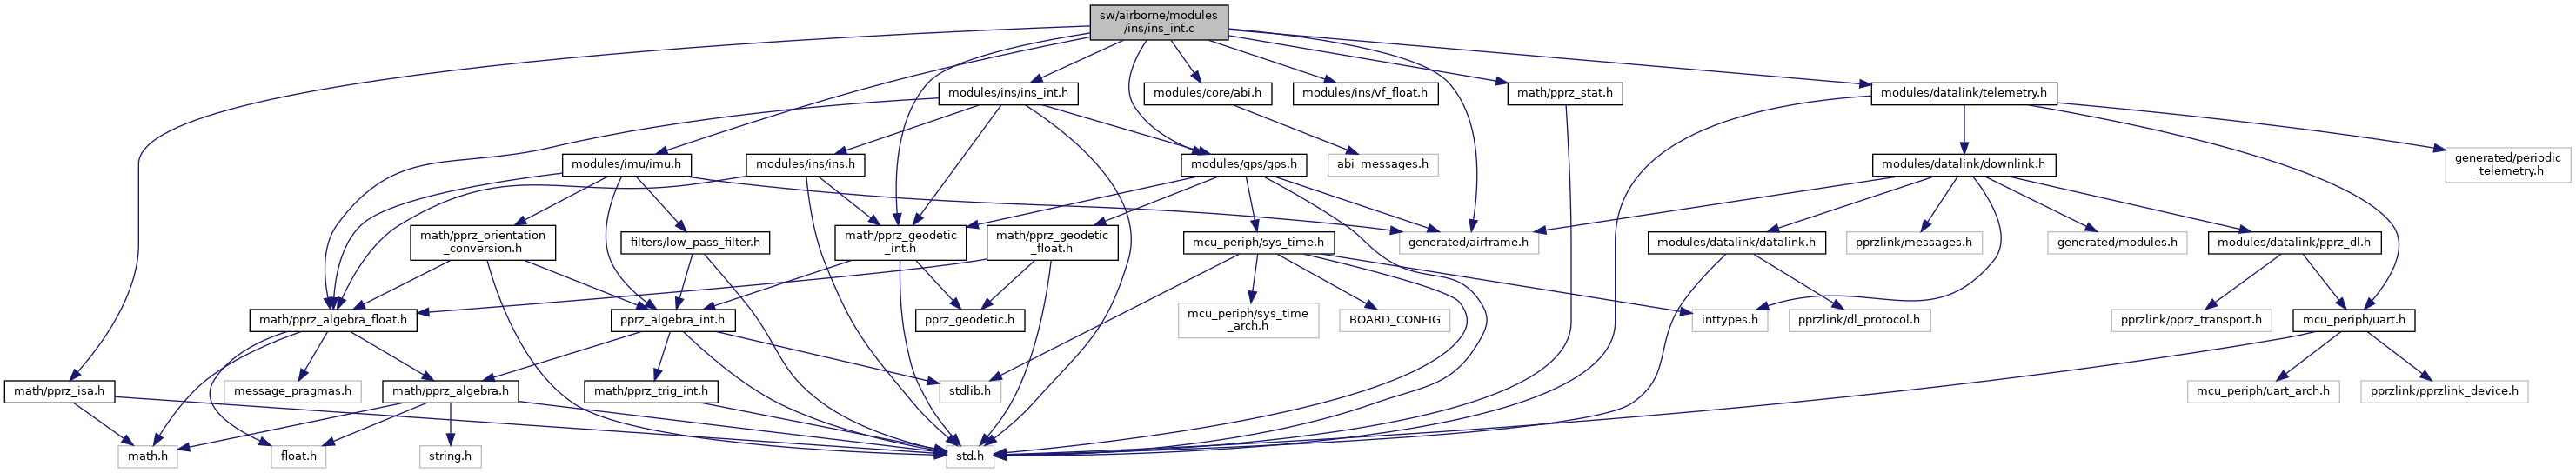 sw/airborne/modules
/ins/ins_int.c
modules/ins/ins_int.h
modules/core/abi.h
modules/ins/vf_float.h
math/pprz_stat.h
modules/datalink/telemetry.h
modules/imu/imu.h
modules/ins/ins.h
modules/gps/gps.h
abi_messages.h
modules/datalink/downlink.h
generated/periodic
_telemetry.h
math/pprz_orientation
_conversion.h
filters/low_pass_filter.h
math/pprz_geodetic
_int.h
math/pprz_geodetic
_float.h
mcu_periph/sys_time.h
generated/airframe.h
modules/datalink/datalink.h
pprzlink/messages.h
generated/modules.h
modules/datalink/pprz_dl.h
math/pprz_algebra_float.h
pprz_algebra_int.h
pprz_geodetic.h
mcu_periph/sys_time
_arch.h
BOARD_CONFIG
inttypes.h
pprzlink/dl_protocol.h
pprzlink/pprz_transport.h
mcu_periph/uart.h
math/pprz_isa.h
message_pragmas.h
math/pprz_algebra.h
math/pprz_trig_int.h
stdlib.h
mcu_periph/uart_arch.h
pprzlink/pprzlink_device.h
math.h
float.h
string.h
std.h